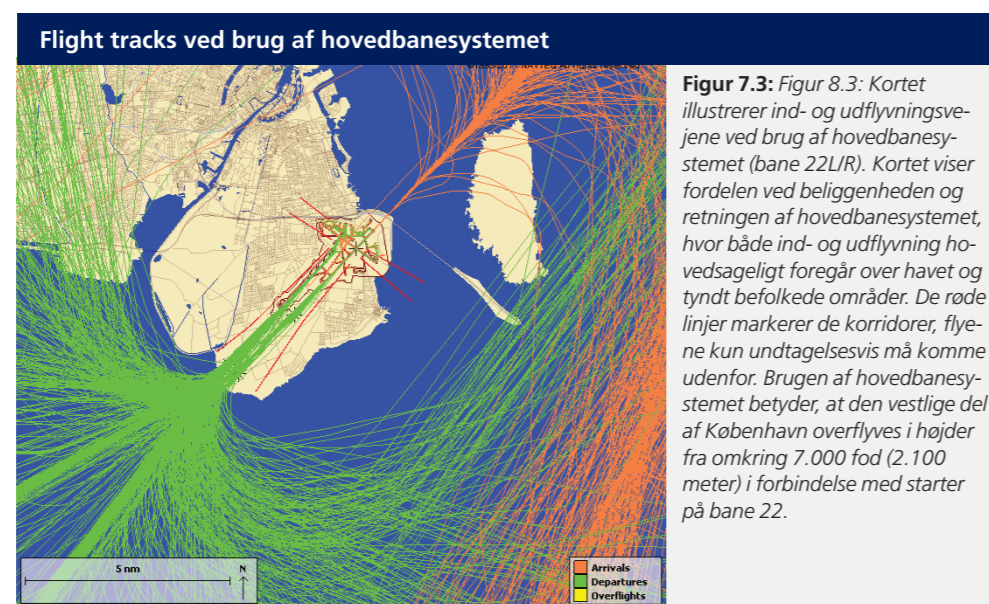 Flight tracks ved brug af hovedbanesystemet
Figur 7.3: Figur 8.3: Kortet
illustrerer ind- og udflyvningsve-
jene ved brug af hovedbanesy-
stemet (bane 22L/R). Kortet viser
fordelen ved beliggenheden og
retningen af hovedbanesystemet,
hvor både ind- og udflyvning ho-
vedsageligt foregår over havet og
tyndt befolkede områder. De røde
linjer markerer de korridorer, flye-
ne kun undtagelsesvis må komme
udenfor. Brugen af hovedbanesy-
stemet betyder, at den vestlige del
af København overflyves i højder
fra omkring 7.000 fod (2.100
meter) i forbindelse med starter
på bane 22.
5 nm
N
Arrivals
Departures
Overflights